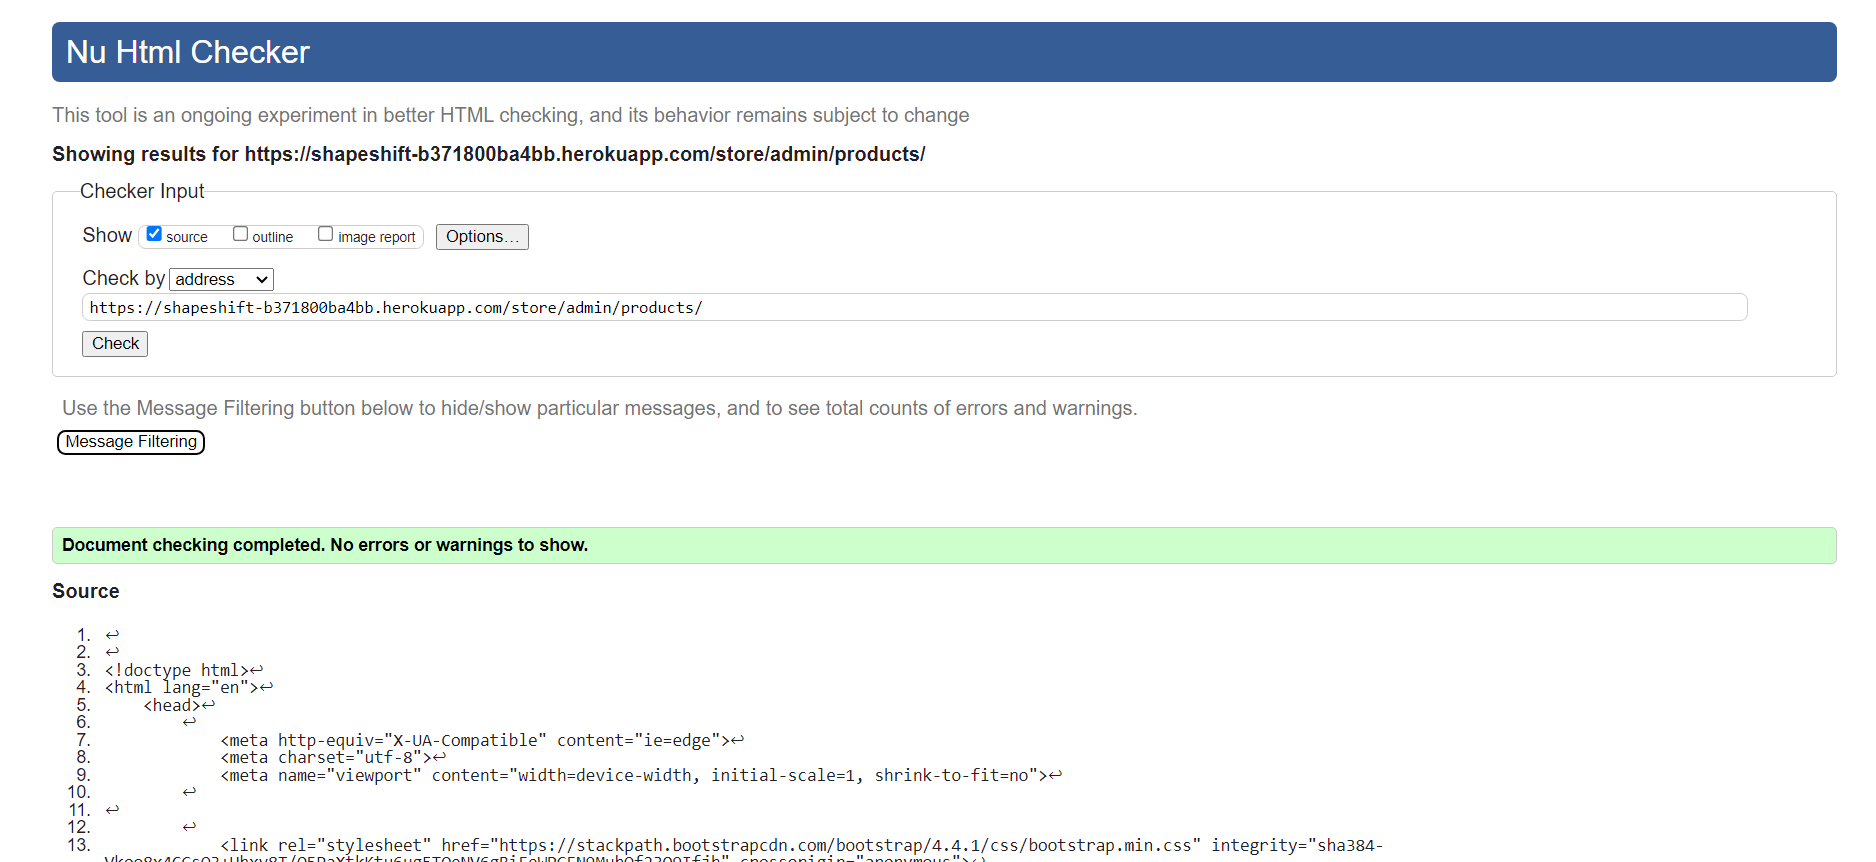 Nu Html Checker
This tool is an ongoing experiment in better HTML checking, and its behavior remains subject to change
Showing results for https://shapeshift-b371800ba4bb.herokuapp.com/store/admin/products/
Checker Input
Show source outline image report Options...
Check by address
https://shapeshift-b371800ba4bb.herokuapp.com/store/admin/products/
Check
Use the Message Filtering button below to hide/show particular messages, and to see total counts of errors and warnings.
Message Filtering
Document checking completed. No errors or warnings to show.
Source
1. ↩
2. ↩
3. <!doctype html>↩
4. <html lang="en">↩
5. <head>↩
6. ↩
7. <meta http-equiv="X-UA-Compatible" content="ie=edge">↩
8. <meta charset="utf-8">↩
9. <meta name="viewport" content="width=device-width, initial-scale=1, shrink-to-fit=no">↩
10. ↩
11. ↩
12. ↩
13. <link rel="stylesheet" href="https://stackpath.bootstrapcdn.com/bootstrap/4.4.1/css/bootstrap.min.css" integrity="sha384-